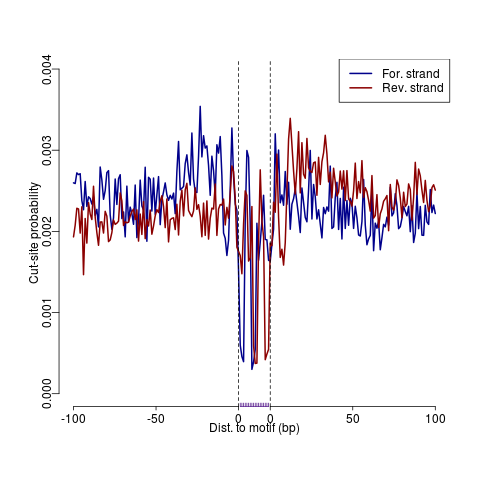 For. strand
Rev. strand
Cut-site probability
0.000
0.001
0.002
0.003
0.004
-100
-50
0
0
50
100
Dist. to motif (bp)